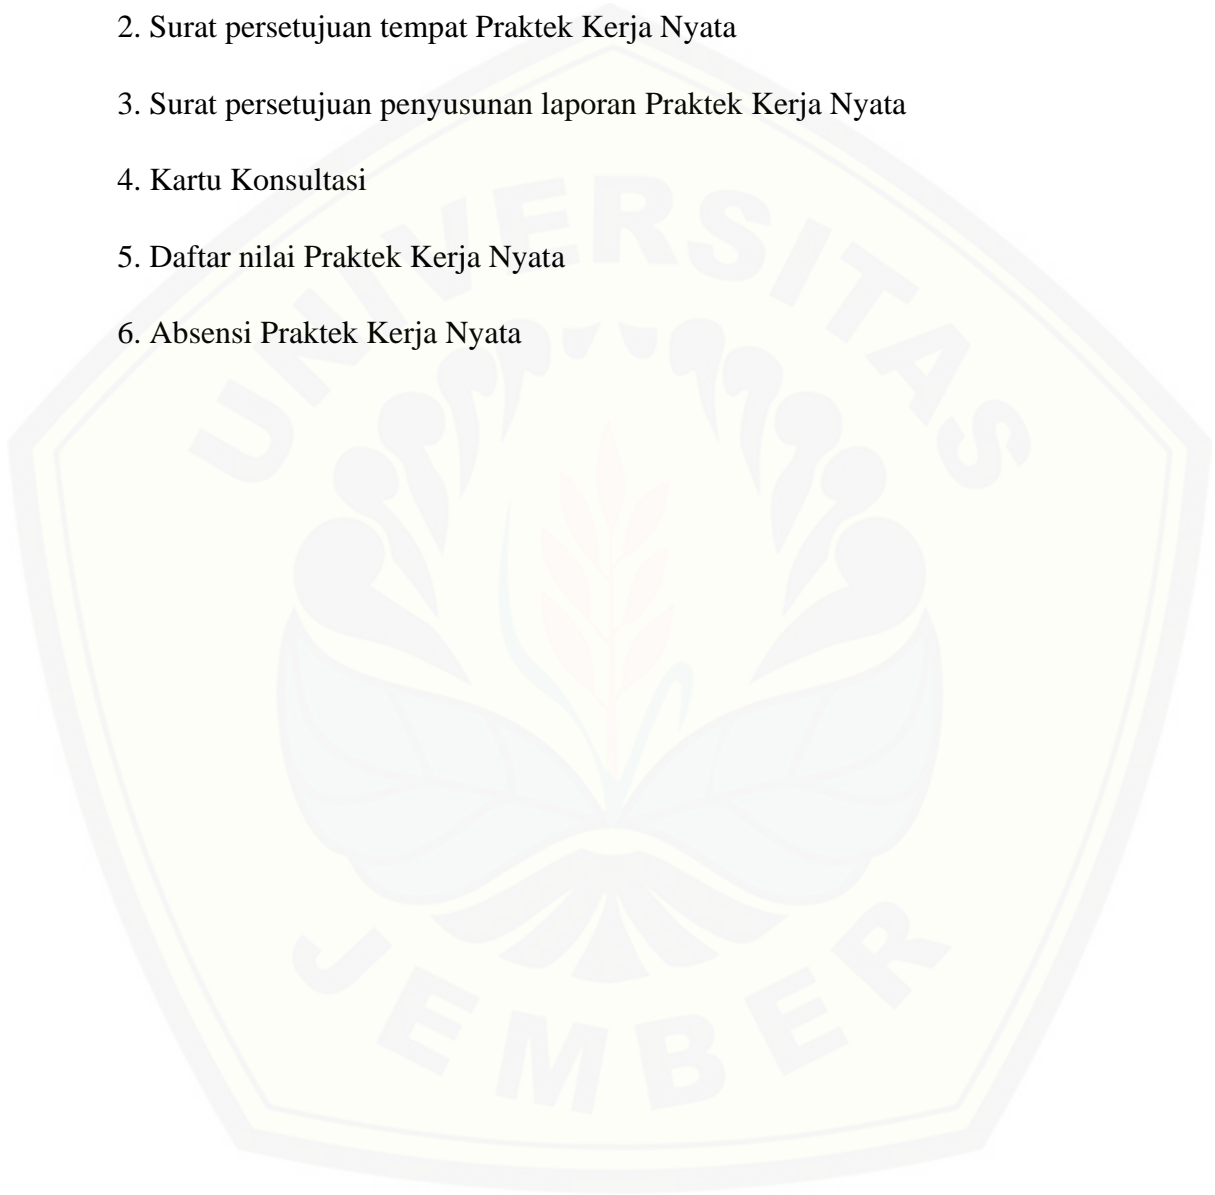 2. Surat persetujuan tempat Praktek Kerja Nyata
3. Surat persetujuan penyusunan laporan Praktek Kerja Nyata
4. Kartu Konsultasi
5. Daftar nilai Praktek Kerja Nyata
6. Absensi Praktek Kerja Nyata
UNIVERSITAS
JEMBER